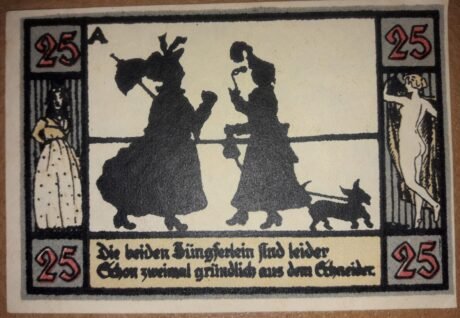 25 A 25
Die beiden Jüngferlein sind leider
Schon zweimal gründlich aus dem Schneider.
25 25